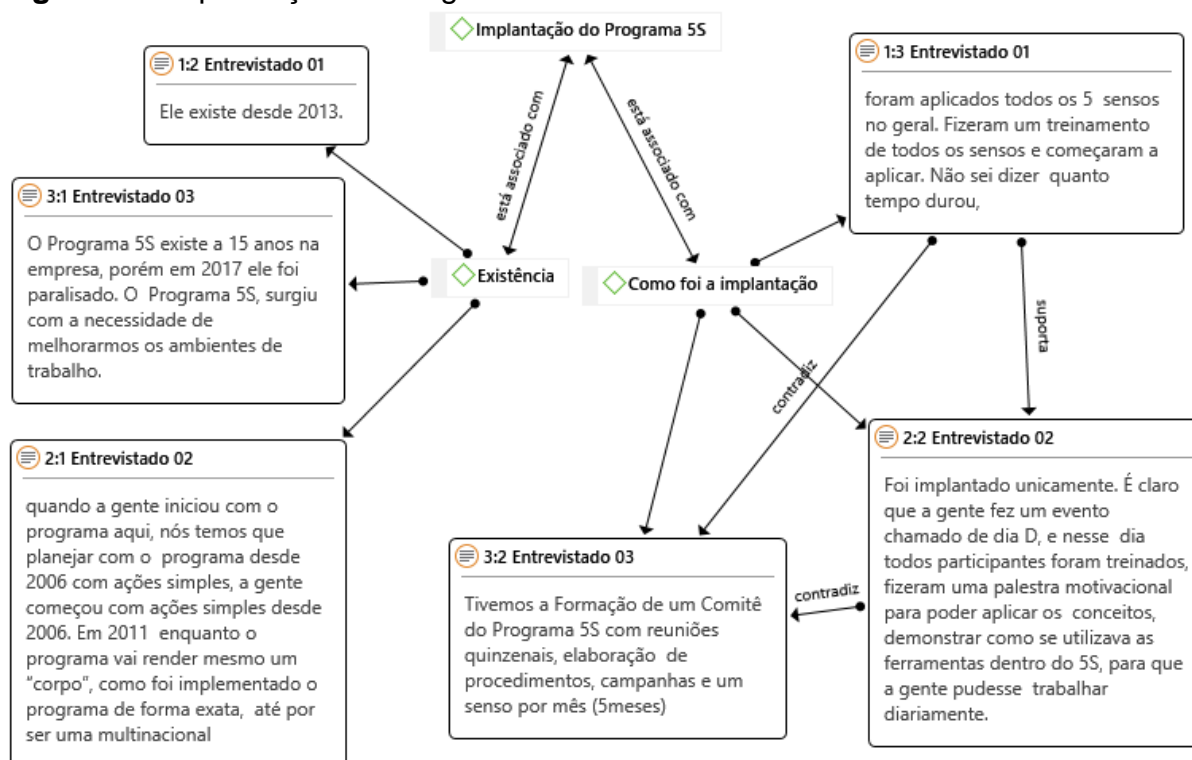 Implantação do Programa 5S
1:2 Entrevistado 01
Ele existe desde 2013.
1:3 Entrevistado 01
foram aplicados todos os 5 sensos
no geral. Fizeram um treinamento
de todos os sensos e começaram a
aplicar. Não sei dizer quanto
tempo durou,
está associado com
está associado com
3:1 Entrevistado 03
O Programa 5S existe a 15 anos na
empresa, porém em 2017 ele foi
paralisado. O Programa 5S, surgiu
com a necessidade de
melhorarmos os ambientes de
trabalho.
Existência
Como foi a implantação
suporta
contradiz
2:1 Entrevistado 02
quando a gente iniciou com o
programa aqui, nós temos que
planejar com o programa desde
2006 com ações simples, a gente
começou com ações simples desde
2006. Em 2011 enquanto o
programa vai render mesmo um
"corpo", como foi implementado o
programa de forma exata, até por
ser uma multinacional
3:2 Entrevistado 03
Tivemos a Formação de um Comitê
do Programa 5S com reuniões
quinzenais, elaboração de
procedimentos, campanhas e um
senso por mês (5meses)
contradiz
2:2 Entrevistado 02
Foi implantado unicamente. É claro
que a gente fez um evento
chamado de dia D, e nesse dia
todos participantes foram treinados,
fizeram uma palestra motivacional
para poder aplicar os conceitos,
demonstrar como se utilizava as
ferramentas dentro do 5S, para que
a gente pudesse trabalhar
diariamente.